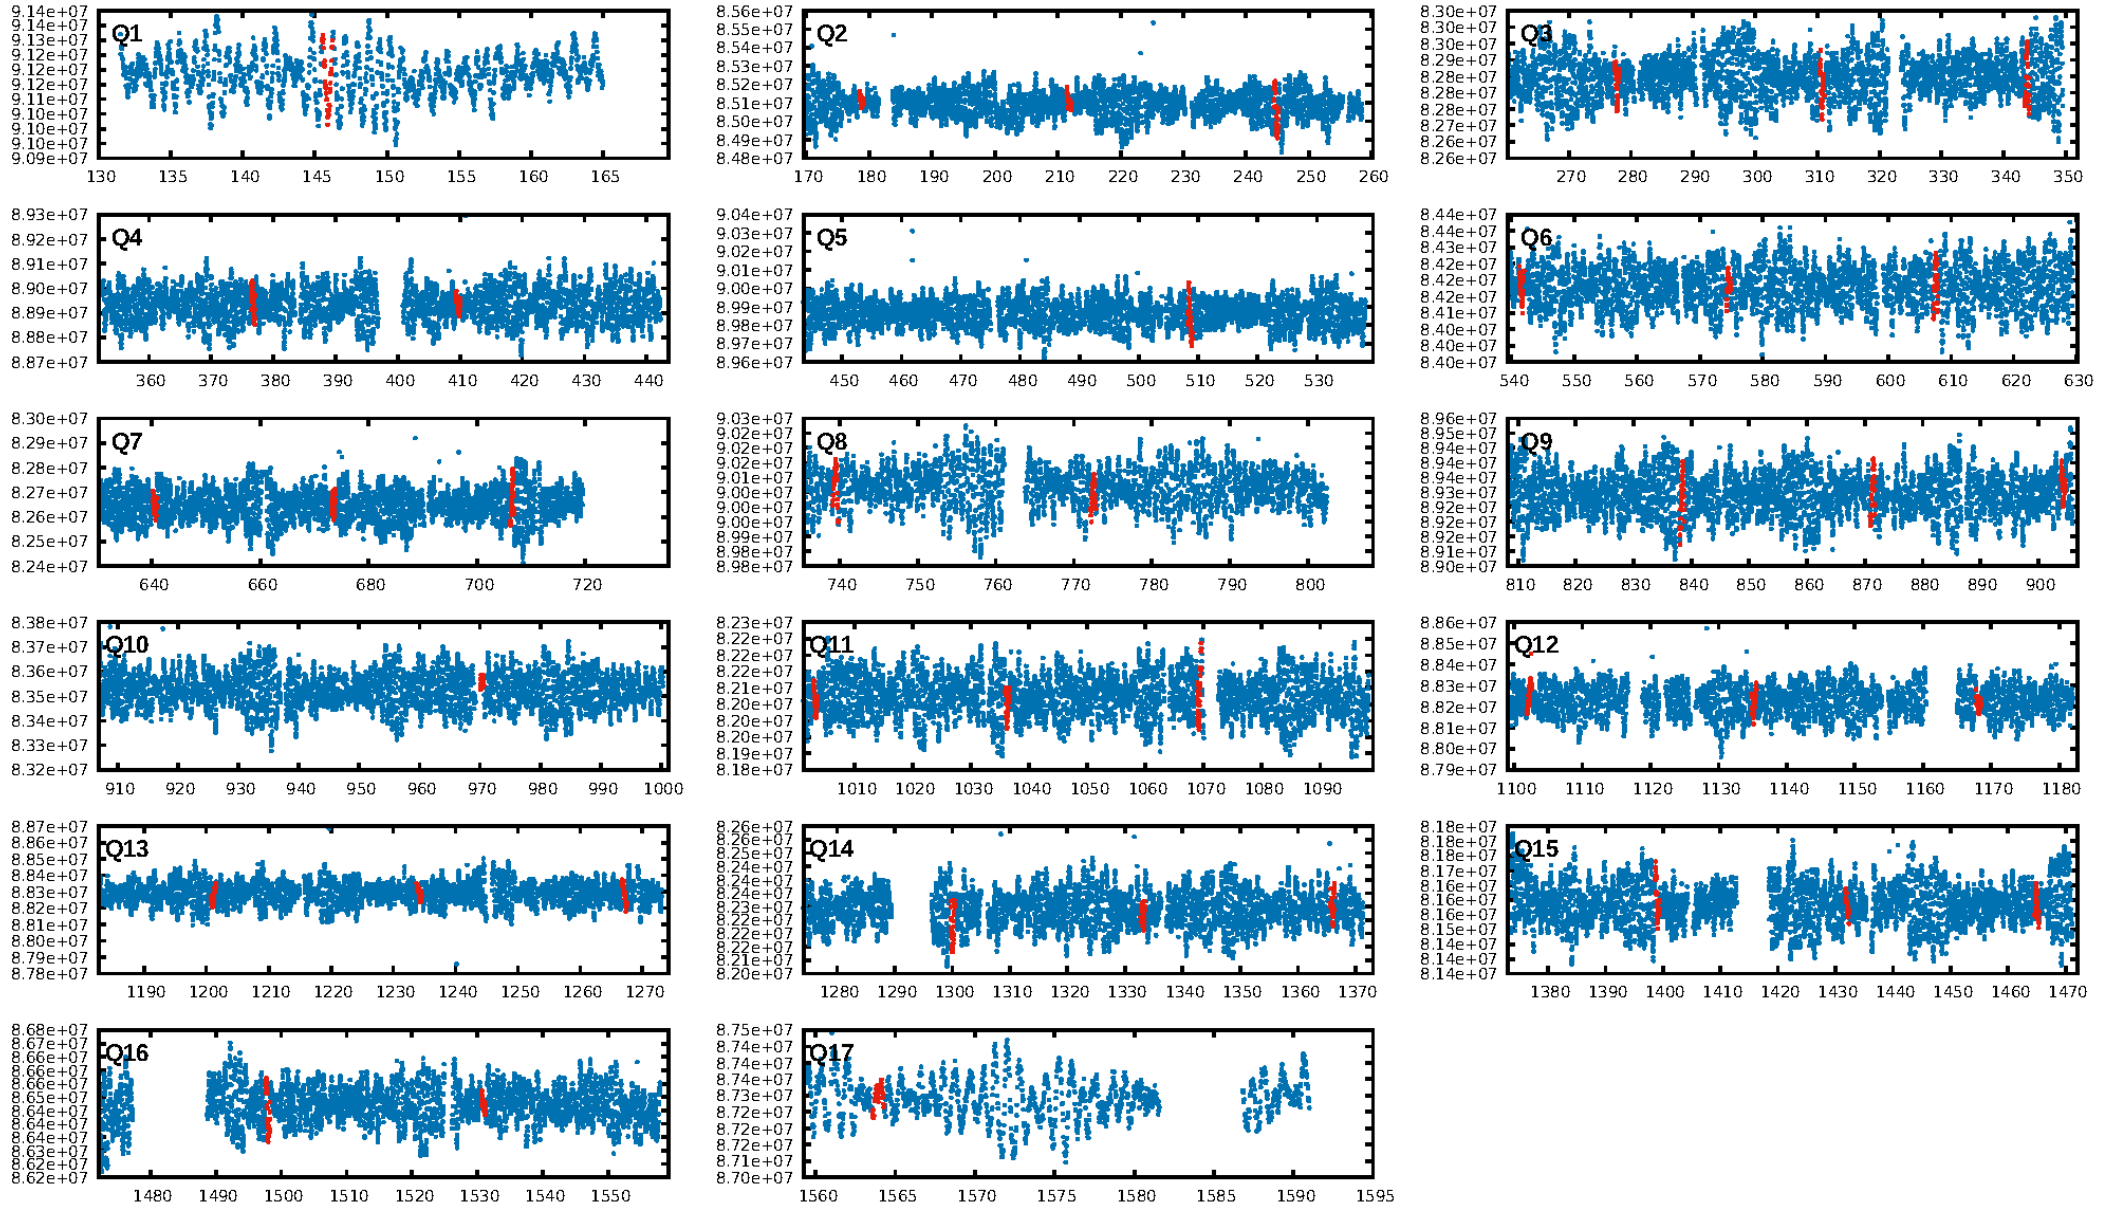 9.14e+07 9.14e+07 9.13e+07 9.12e+07 9.12e+07 9.11e+07 9.11e+07 9.10e+07 9.10e+07 9.10e+07 9.09e+07
Q1
130 135 140 145 150 155 160 165
8.56e+07 8.55e+07 8.54e+07 8.53e+07 8.52e+07 8.51e+07 8.50e+07 8.49e+07 8.48e+07
Q2
170 180 190 200 210 220 230 240 250 260
8.30e+07 8.30e+07 8.29e+07 8.29e+07 8.28e+07 8.28e+07 8.27e+07 8.27e+07 8.26e+07 8.26e+07
Q3
270 280 290 300 310 320 330 340 350
8.93e+07 8.92e+07 8.91e+07 8.90e+07 8.89e+07 8.88e+07 8.87e+07
Q4
360 370 380 390 400 410 420 430 440
9.04e+07 9.03e+07 9.02e+07 9.01e+07 9.00e+07 8.99e+07 8.98e+07 8.97e+07 8.96e+07
Q5
450 460 470 480 490 500 510 520 530
8.44e+07 8.44e+07 8.43e+07 8.42e+07 8.42e+07 8.41e+07 8.40e+07 8.40e+07 8.40e+07
Q6
540 550 560 570 580 590 600 610 620 630
8.30e+07 8.29e+07 8.28e+07 8.27e+07 8.26e+07 8.25e+07 8.24e+07
Q7
640 660 680 700 720
9.03e+07 9.02e+07 9.02e+07 9.01e+07 9.00e+07 9.00e+07 8.99e+07 8.98e+07 8.98e+07
Q8
740 750 760 770 780 790 800
8.96e+07 8.95e+07 8.94e+07 8.94e+07 8.93e+07 8.92e+07 8.92e+07 8.91e+07 8.90e+07
Q9
810 820 830 840 850 860 870 880 890 900
8.38e+07 8.37e+07 8.36e+07 8.35e+07 8.34e+07 8.33e+07 8.32e+07
Q10
910 920 930 940 950 960 970 980 990 1000
8.23e+07 8.22e+07 8.22e+07 8.21e+07 8.20e+07 8.20e+07 8.19e+07 8.18e+07
Q11
1010 1020 1030 1040 1050 1060 1070 1080 1090
8.86e+07 8.85e+07 8.84e+07 8.83e+07 8.82e+07 8.81e+07 8.80e+07 8.79e+07
Q12
1100 1110 1120 1130 1140 1150 1160 1170 1180
8.87e+07 8.86e+07 8.85e+07 8.84e+07 8.83e+07 8.82e+07 8.81e+07 8.80e+07 8.79e+07 8.78e+07
Q13
1190 1200 1210 1220 1230 1240 1250 1260 1270
8.26e+07 8.25e+07 8.25e+07 8.24e+07 8.24e+07 8.23e+07 8.23e+07 8.22e+07 8.22e+07 8.22e+07 8.21e+07 8.20e+07
Q14
1280 1290 1300 1310 1320 1330 1340 1350 1360 1370
8.18e+07 8.18e+07 8.17e+07 8.16e+07 8.16e+07 8.16e+07 8.15e+07 8.14e+07 8.14e+07
Q15
1380 1390 1400 1410 1420 1430 1440 1450 1460 1470
8.68e+07 8.67e+07 8.66e+07 8.66e+07 8.66e+07 8.65e+07 8.64e+07 8.64e+07 8.64e+07 8.63e+07 8.62e+07 8.62e+07
Q16
1480 1490 1500 1510 1520 1530 1540 1550
8.75e+07 8.74e+07 8.74e+07 8.73e+07 8.73e+07 8.72e+07 8.72e+07 8.71e+07 8.70e+07
Q17
1560 1565 1570 1575 1580 1585 1590 1595